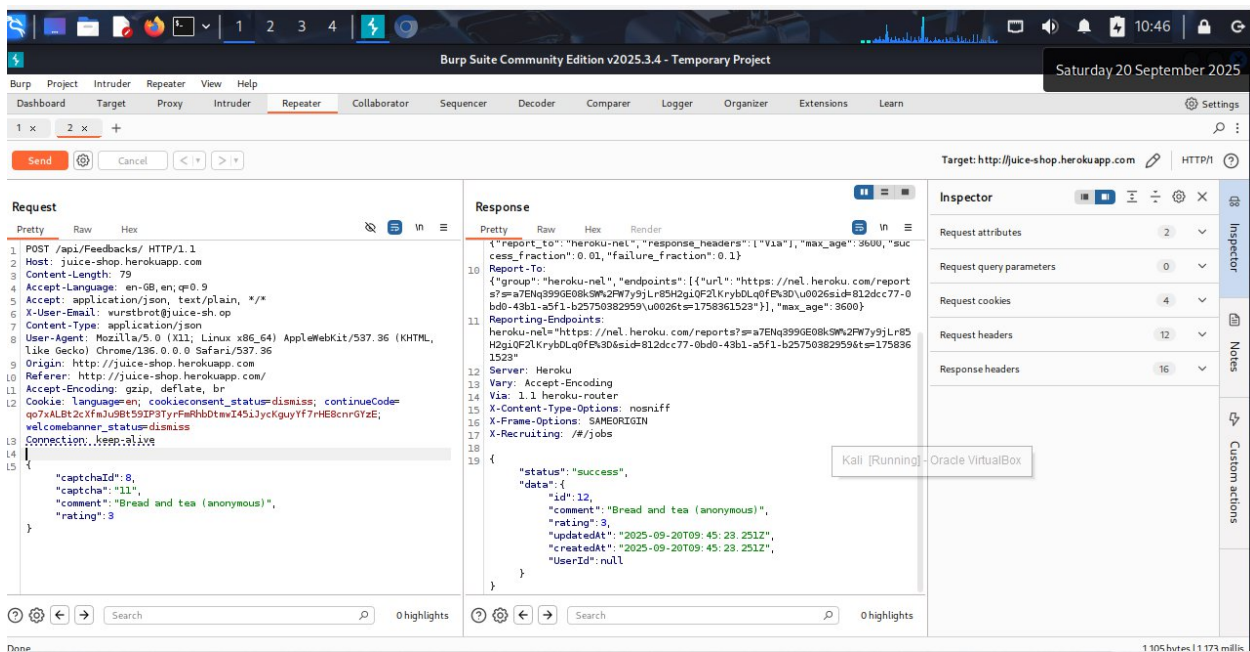 1 2 3 4 10:46
Burp Suite Community Edition v2025.3.4 - Temporary Project
Saturday 20 September 2025
Burp Project Intruder Repeater View Help
Dashboard Target Proxy Intruder Repeater Collaborator Sequencer Decoder Comparer Logger Organizer Extensions Learn Settings
1 × 2 × +
Send Cancel < > Target: http://juice-shop.herokuapp.com HTTP/1
Request
Pretty Raw Hex
1 POST /api/Feedbacks/ HTTP/1.1
2 Host: juice-shop.herokuapp.com
3 Content-Length: 79
4 Accept-Language: en-GB,en;q=0.9
5 Accept: application/json, text/plain, */*
6 X-User-Email: wurstbrot@juice-sh.op
7 Content-Type: application/json
8 User-Agent: Mozilla/5.0 (X11; Linux x86_64) AppleWebKit/537.36 (KHTML,
like Gecko) Chrome/136.0.0.0 Safari/537.36
9 Origin: http://juice-shop.herokuapp.com
10 Referer: http://juice-shop.herokuapp.com/
11 Accept-Encoding: gzip, deflate, br
12 Cookie: language=en; cookieconsent_status=dismiss; continueCode=
qo7xALBt2cXfmJu9Bt59IP3TyrFmRhbDtmwI45iJycKguyYf7rHE8cnrGYzE;
welcomebanner_status=dismiss
13 Connection: keep-alive
14
15 {
"captchaId":8,
"captcha":"11",
"comment":"Bread and tea (anonymous)",
"rating":3
}
Search 0 highlights
Response
Pretty Raw Hex Render
{"report_to":"heroku-nel","response_headers":["Via"],"max_age":3600,"suc
cess_fraction":0.01,"failure_fraction":0.1}
10 Report-To:
{"group":"heroku-nel","endpoints":[{"url":"https://nel.heroku.com/report
s?s=a7ENq399GE08kSW%2FW7y9jLr85H2giQF2lKrybDLq0fE%3D\u0026sid=812dcc77-0
bd0-43b1-a5f1-b25750382959\u0026ts=1758361523"}],"max_age":3600}
11 Reporting-Endpoints:
heroku-nel="https://nel.heroku.com/reports?s=a7ENq399GE08kSW%2FW7y9jLr85
H2giQF2lKrybDLq0fE%3D&sid=812dcc77-0bd0-43b1-a5f1-b25750382959&ts=175836
1523"
12 Server: Heroku
13 Vary: Accept-Encoding
14 Via: 1.1 heroku-router
15 X-Content-Type-Options: nosniff
16 X-Frame-Options: SAMEORIGIN
17 X-Recruiting: /#/jobs
18
19 {
"status":"success",
"data":{
"id":12,
"comment":"Bread and tea (anonymous)",
"rating":3,
"updatedAt":"2025-09-20T09:45:23.251Z",
"createdAt":"2025-09-20T09:45:23.251Z",
"UserId":null
}
}
Search 0 highlights
Kali [Running] - Oracle VirtualBox
Inspector
Request attributes 2
Request query parameters 0
Request cookies 4
Request headers 12
Response headers 16
Inspector
Notes
Custom actions
Done 1,105 bytes | 1,173 millis